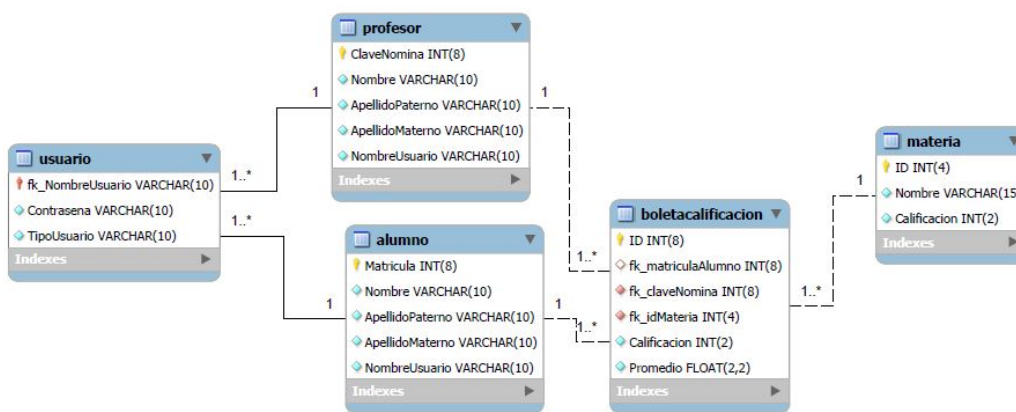 profesor
ClaveNomina INT(8)
Nombre VARCHAR(10)
ApellidoPaterno VARCHAR(10)
ApellidoMaterno VARCHAR(10)
NombreUsuario VARCHAR(10)
Indexes
1
1
usuario
fk_NombreUsuario VARCHAR(10)
Contrasena VARCHAR(10)
TipoUsuario VARCHAR(10)
Indexes
1..*
1..*
alumno
Matricula INT(8)
Nombre VARCHAR(10)
ApellidoPaterno VARCHAR(10)
ApellidoMaterno VARCHAR(10)
NombreUsuario VARCHAR(10)
Indexes
1
1
boletacalificacion
ID INT(8)
fk_matriculaAlumno INT(8)
fk_claveNomina INT(8)
fk_idMateria INT(4)
Calificacion INT(2)
Promedio FLOAT(2,2)
Indexes
1..*
1..*
1..*
materia
ID INT(4)
Nombre VARCHAR(15
Calificacion INT(2)
Indexes
1